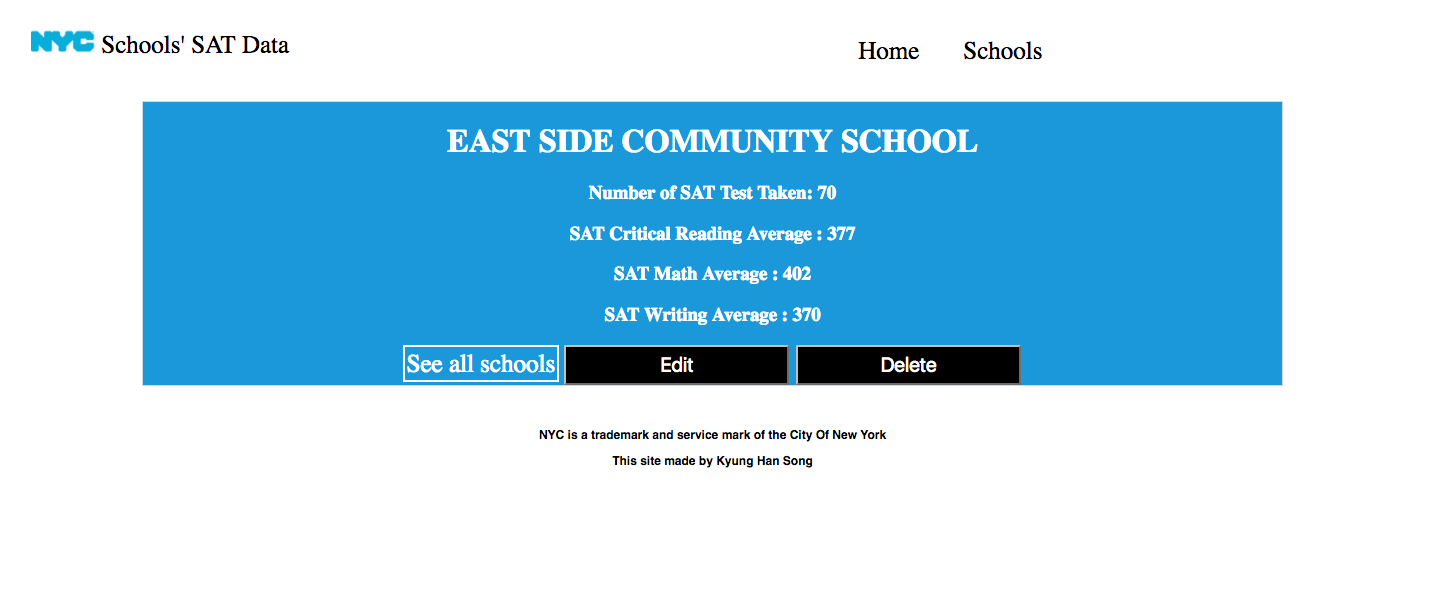 NYC Schools' SAT Data
Home
Schools
EAST SIDE COMMUNITY SCHOOL
Number of SAT Test Taken: 70
SAT Critical Reading Average : 377
SAT Math Average : 402
SAT Writing Average : 370
See all schools
Edit
Delete
NYC is a trademark and service mark of the City Of New York
This site made by Kyung Han Song